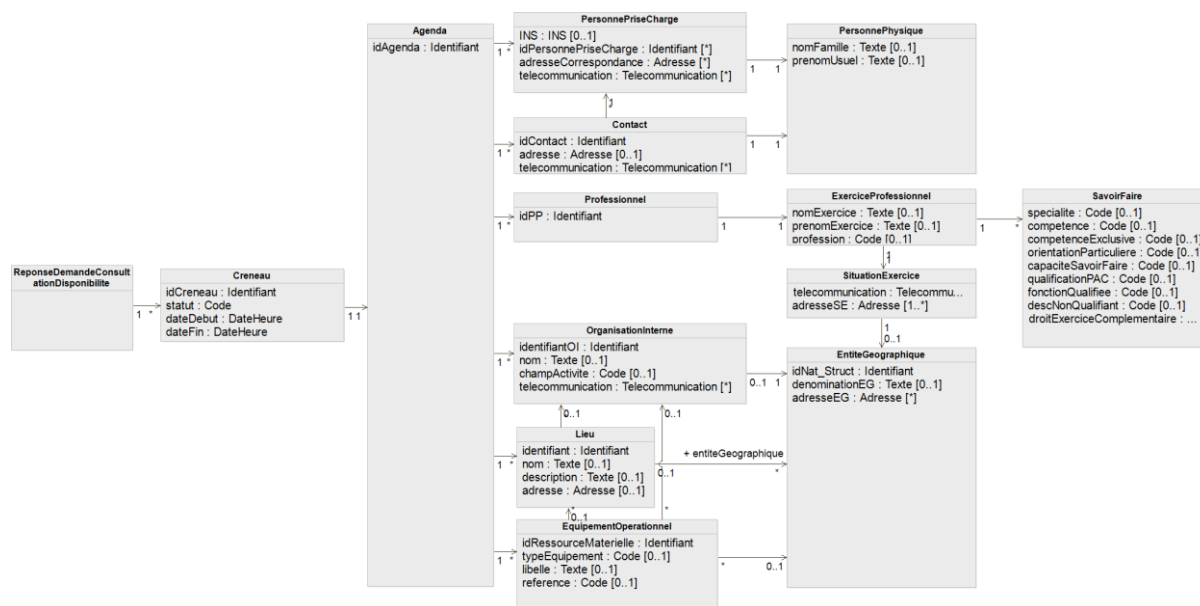 Agenda
idAgenda : Identifiant
PersonnePriseCharge
INS : INS [0..1]
idPersonnePriseCharge : Identifiant [*]
adresseCorrespondance : Adresse [*]
telecommunication : Telecommunication [*]
PersonnePhysique
nomFamille : Texte [0..1]
prenomUsuel : Texte [0..1]
1 *
1
1
Contact
idContact : Identifiant
adresse : Adresse [0..1]
telecommunication : Telecommunication [*]
1 *
1
1
Professionnel
idPP : Identifiant
1 *
1
1
ExerciceProfessionnel
nomExercice : Texte [0..1]
prenomExercice : Texte [0..1]
profession : Code [0..1]
1
*
SavoirFaire
specialite : Code [0..1]
competence : Code [0..1]
competenceExclusive : Code [0..1]
orientationParticuliere : Code [0..1]
capaciteSavoirFaire : Code [0..1]
qualificationPAC : Code [0..1]
fonctionQualifiee : Code [0..1]
descNonQualifiant : Code [0..1]
droitExerciceComplementaire : ...
SituationExercice
telecommunication : Telecommu...
adresseSE : Adresse [1..*]
1
0..1
ReponseDemandeConsult
ationDisponibilite
1 *
Creneau
idCreneau : Identifiant
statut : Code
dateDebut : DateHeure
dateFin : DateHeure
1 1
OrganisationInterne
identifiantOI : Identifiant
nom : Texte [0..1]
champActivite : Code [0..1]
telecommunication : Telecommunication [*]
1 *
0..1
1
EntiteGeographique
idNat_Struct : Identifiant
denominationEG : Texte [0..1]
adresseEG : Adresse [*]
0..1
0..1
Lieu
identifiant : Identifiant
nom : Texte [0..1]
description : Texte [0..1]
adresse : Adresse [0..1]
1 *
+ entiteGeographique
0..1
*
0..1
*
EquipementOperationnel
idRessourceMaterielle : Identifiant
typeEquipement : Code [0..1]
libelle : Texte [0..1]
reference : Code [0..1]
1 *
*
0..1